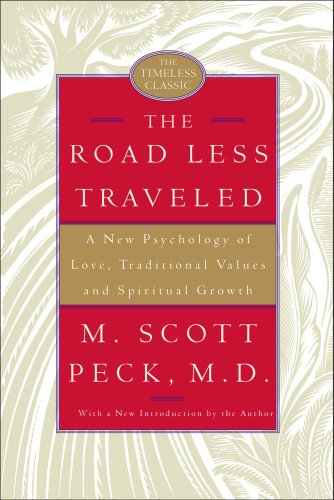 THE
TIMELESS
CLASSIC
THE
ROAD LESS
TRAVELED
A New Psychology of
Love, Traditional Values
and Spiritual Growth
M. SCOTT
PECK, M.D.
With a New Introduction by the Author